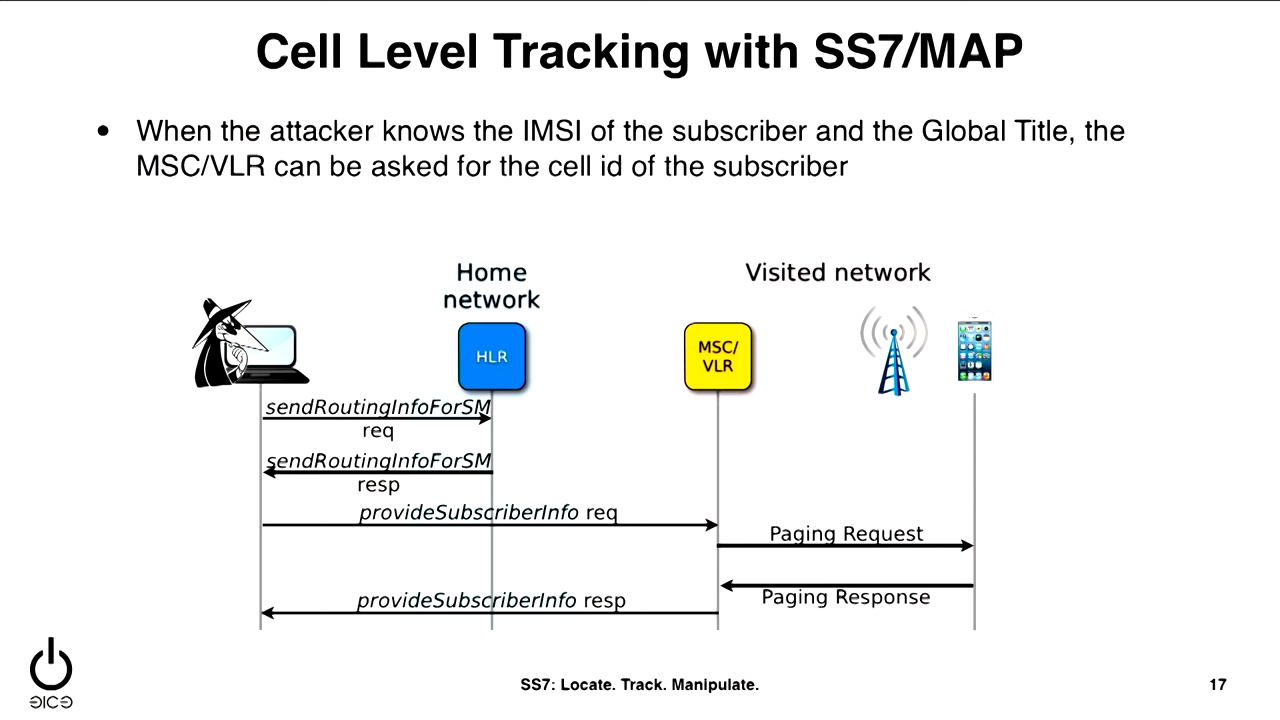 Cell Level Tracking with SS7/MAP
• When the attacker knows the IMSI of the subscriber and the Global Title, the
MSC/VLR can be asked for the cell id of the subscriber
Home
network
Visited network
HLR
MSC/
VLR
sendRoutingInfoForSM
req
sendRoutingInfoForSM
resp
provideSubscriberInfo req
Paging Request
Paging Response
provideSubscriberInfo resp
SS7: Locate. Track. Manipulate.
17